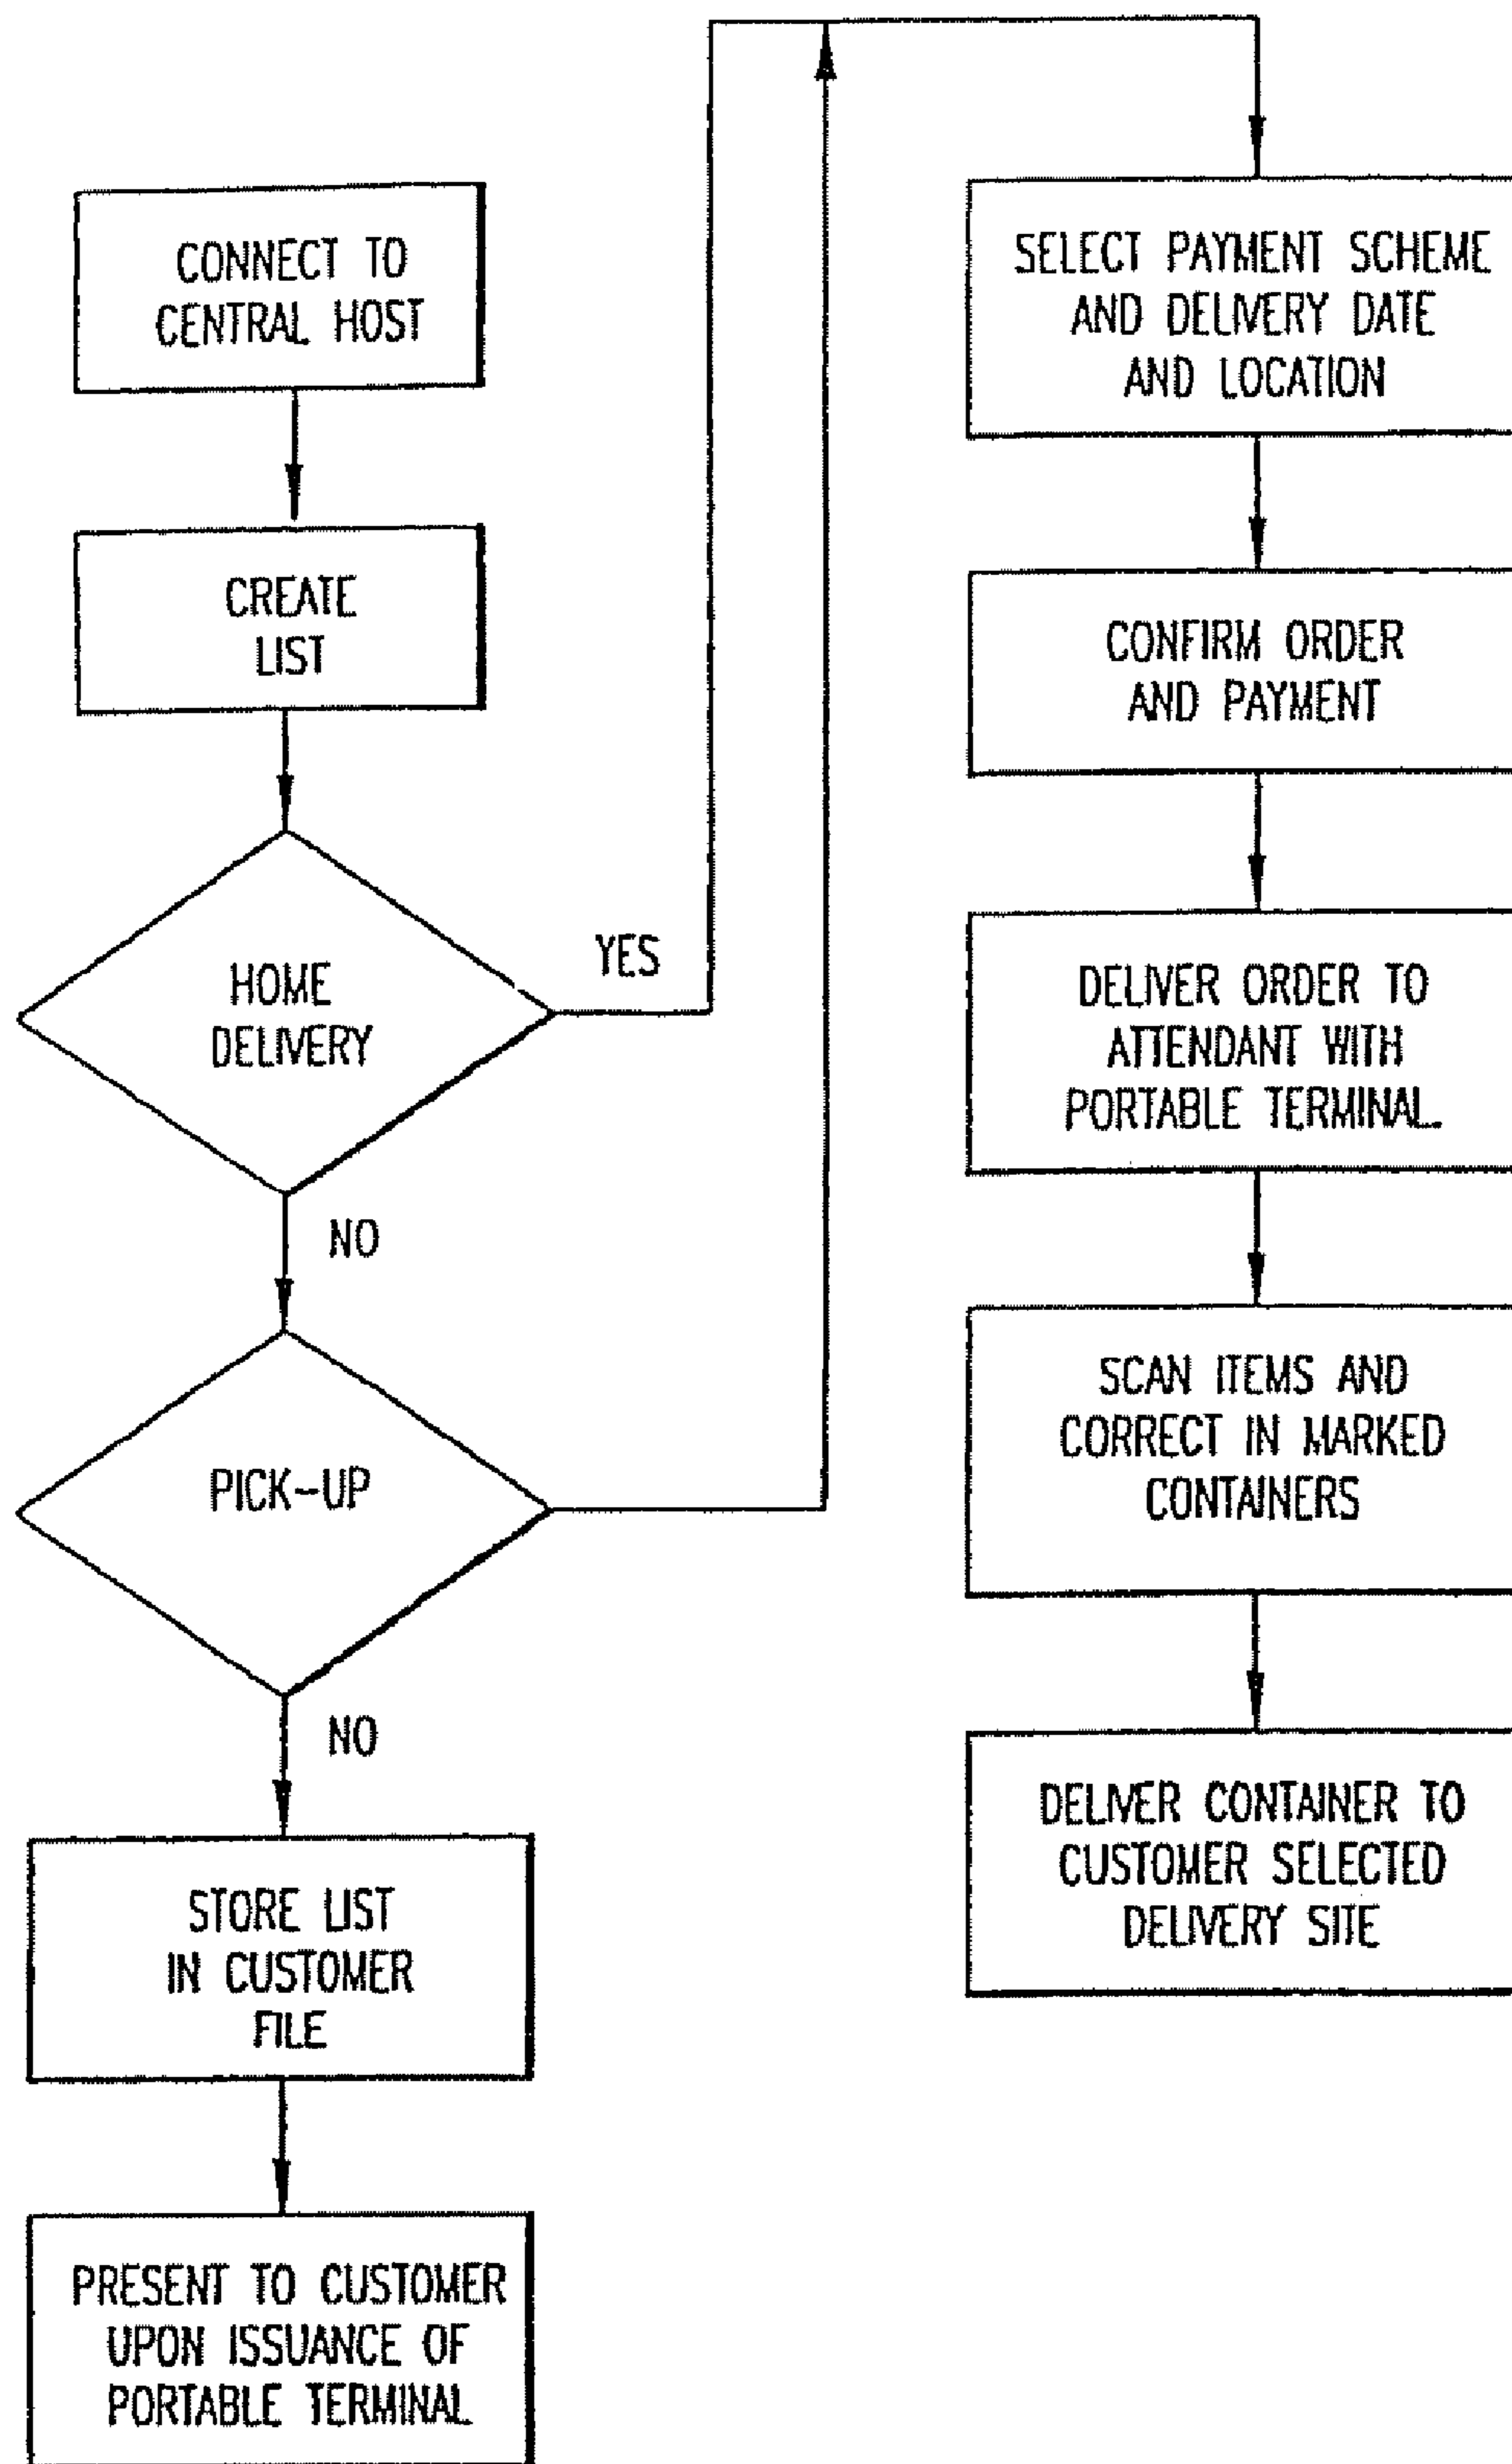 CONNECT TO
CENTRAL HOST
CREATE
LIST
HOME
DELIVERY
YES
NO
PICK-UP
NO
STORE LIST
IN CUSTOMER
FILE
PRESENT TO CUSTOMER
UPON ISSUANCE OF
PORTABLE TERMINAL
SELECT PAYMENT SCHEME
AND DELIVERY DATE
AND LOCATION
CONFIRM ORDER
AND PAYMENT
DELIVER ORDER TO
ATTENDANT WITH
PORTABLE TERMINAL.
SCAN ITEMS AND
CORRECT IN MARKED
CONTAINERS
DELIVER CONTAINER TO
CUSTOMER SELECTED
DELIVERY SITE